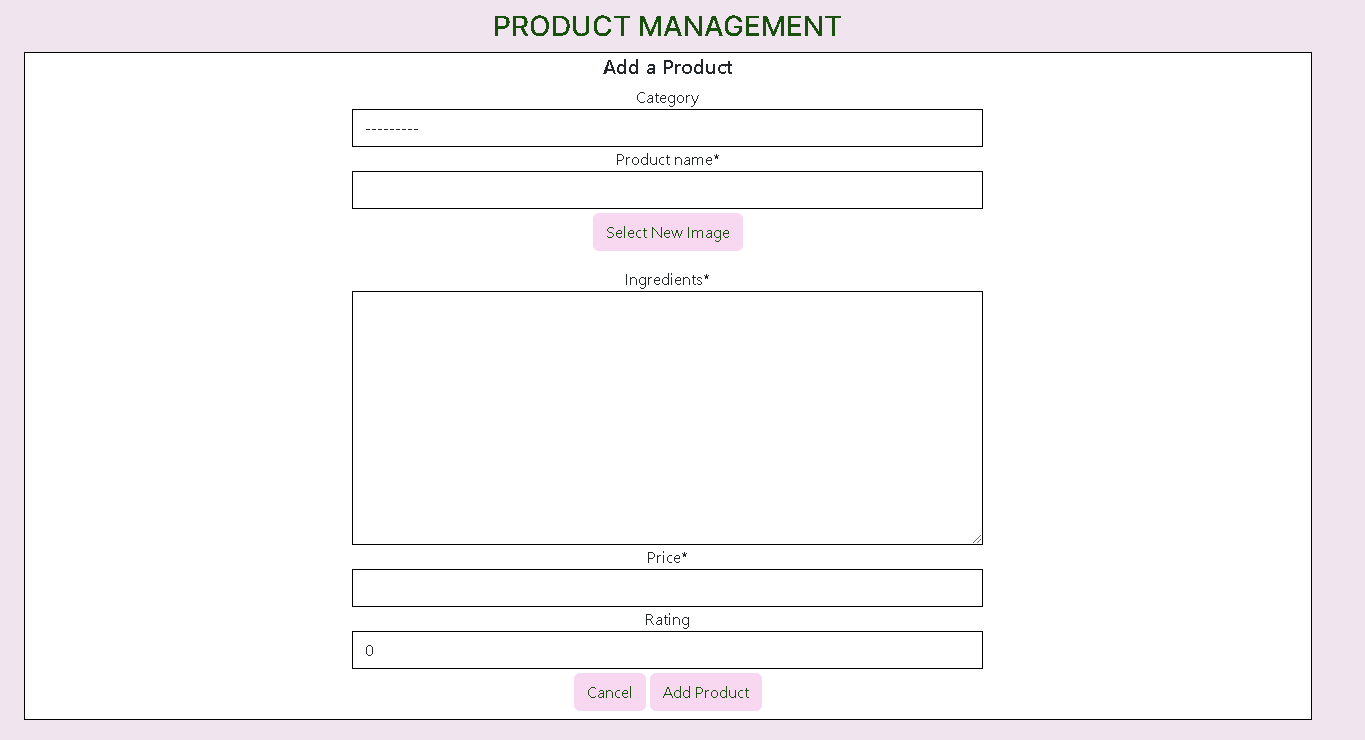 PRODUCT MANAGEMENT
Add a Product
Category
---------
Product name*
Select New Image
Ingredients*
Price*
Rating
0
Cancel Add Product